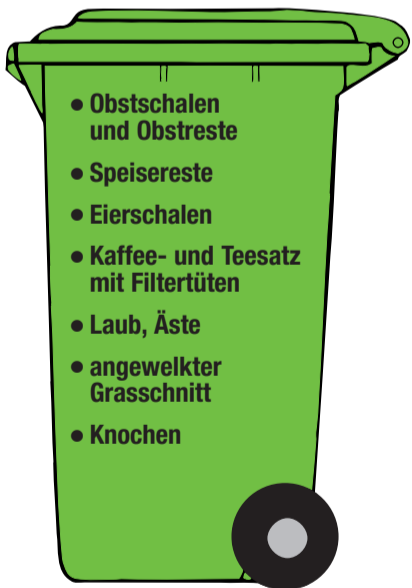 • Obstschalen
und Obstreste
• Speisereste
• Eierschalen
• Kaffee- und Teesatz
mit Filtertüten
• Laub, Äste
• angewelkter
Grasschnitt
• Knochen